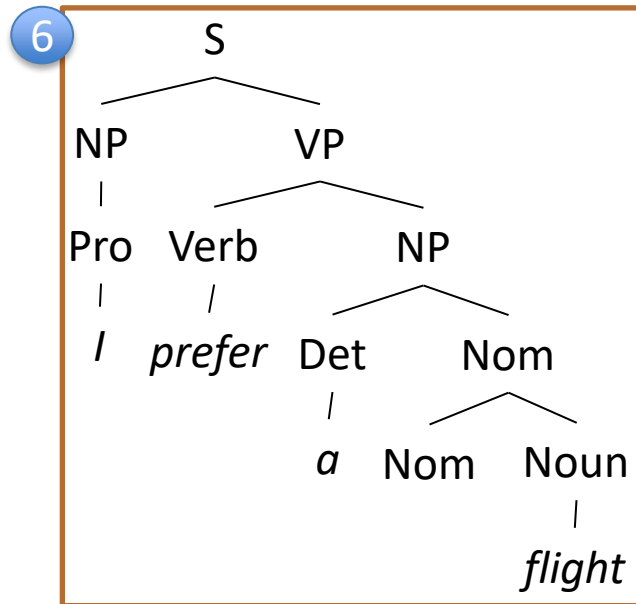 6
S
NP VP
Pro Verb NP
I prefer Det Nom
a Nom Noun
flight